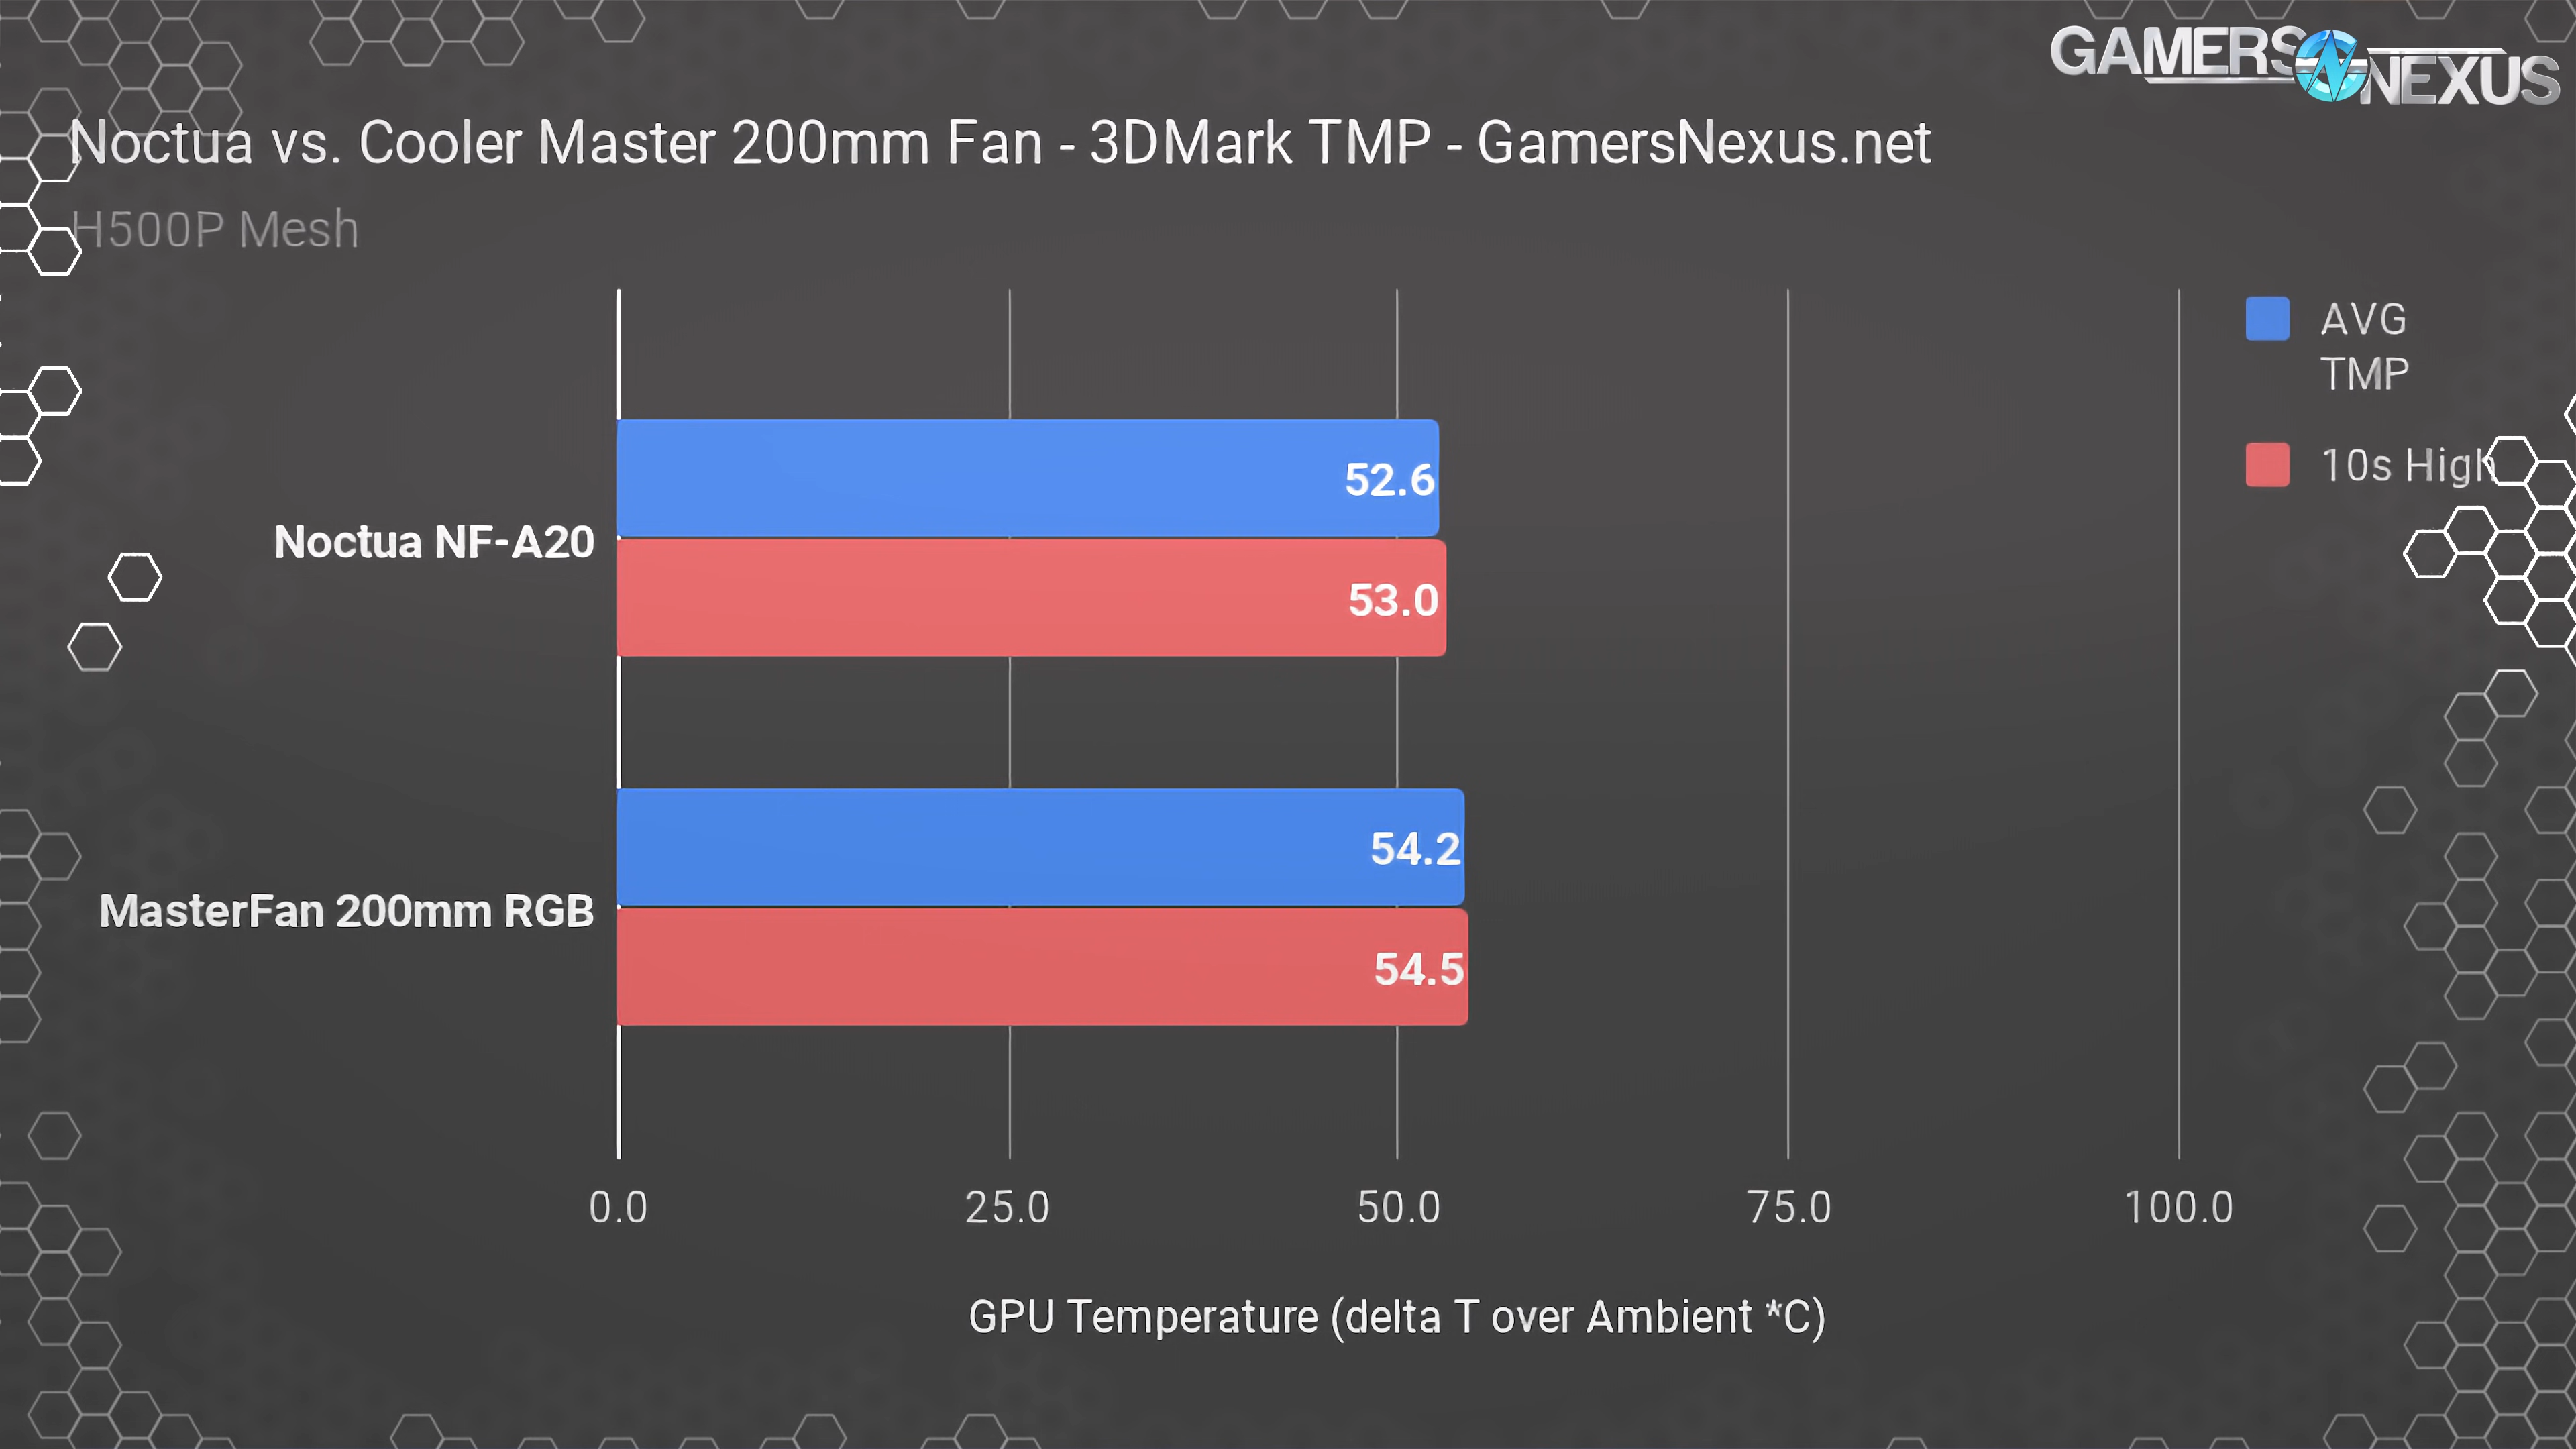 GAMERS NEXUS
Noctua vs. Cooler Master 200mm Fan - 3DMark TMP - GamersNexus.net
H500P Mesh
AVG
TMP
10s High
52.6
Noctua NF-A20
53.0
54.2
MasterFan 200mm RGB
54.5
0.0 25.0 50.0 75.0 100.0
GPU Temperature (delta T over Ambient *C)